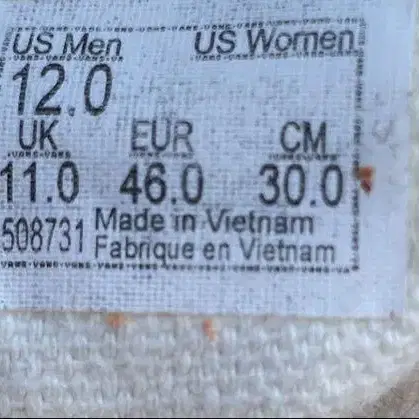 US Men US Women
12.0
UK EUR CM
11.0 46.0 30.0
508731 Made in Vietnam
Fabrique en Vietnam